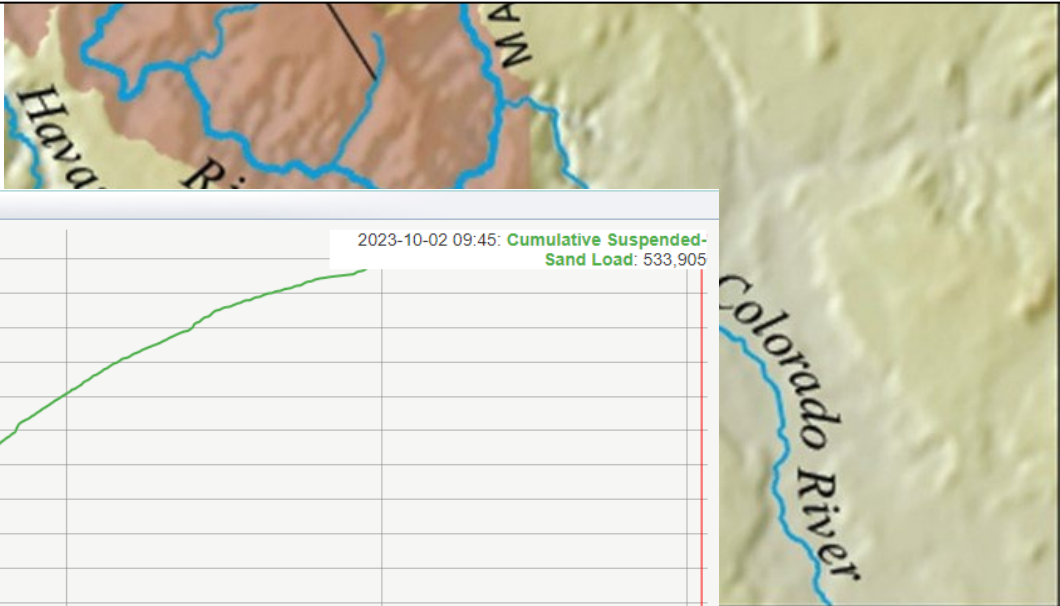 MA
Hava
Ri
2023-10-02 09:45: Cumulative Suspended-
Sand Load: 533,905
Colorado River